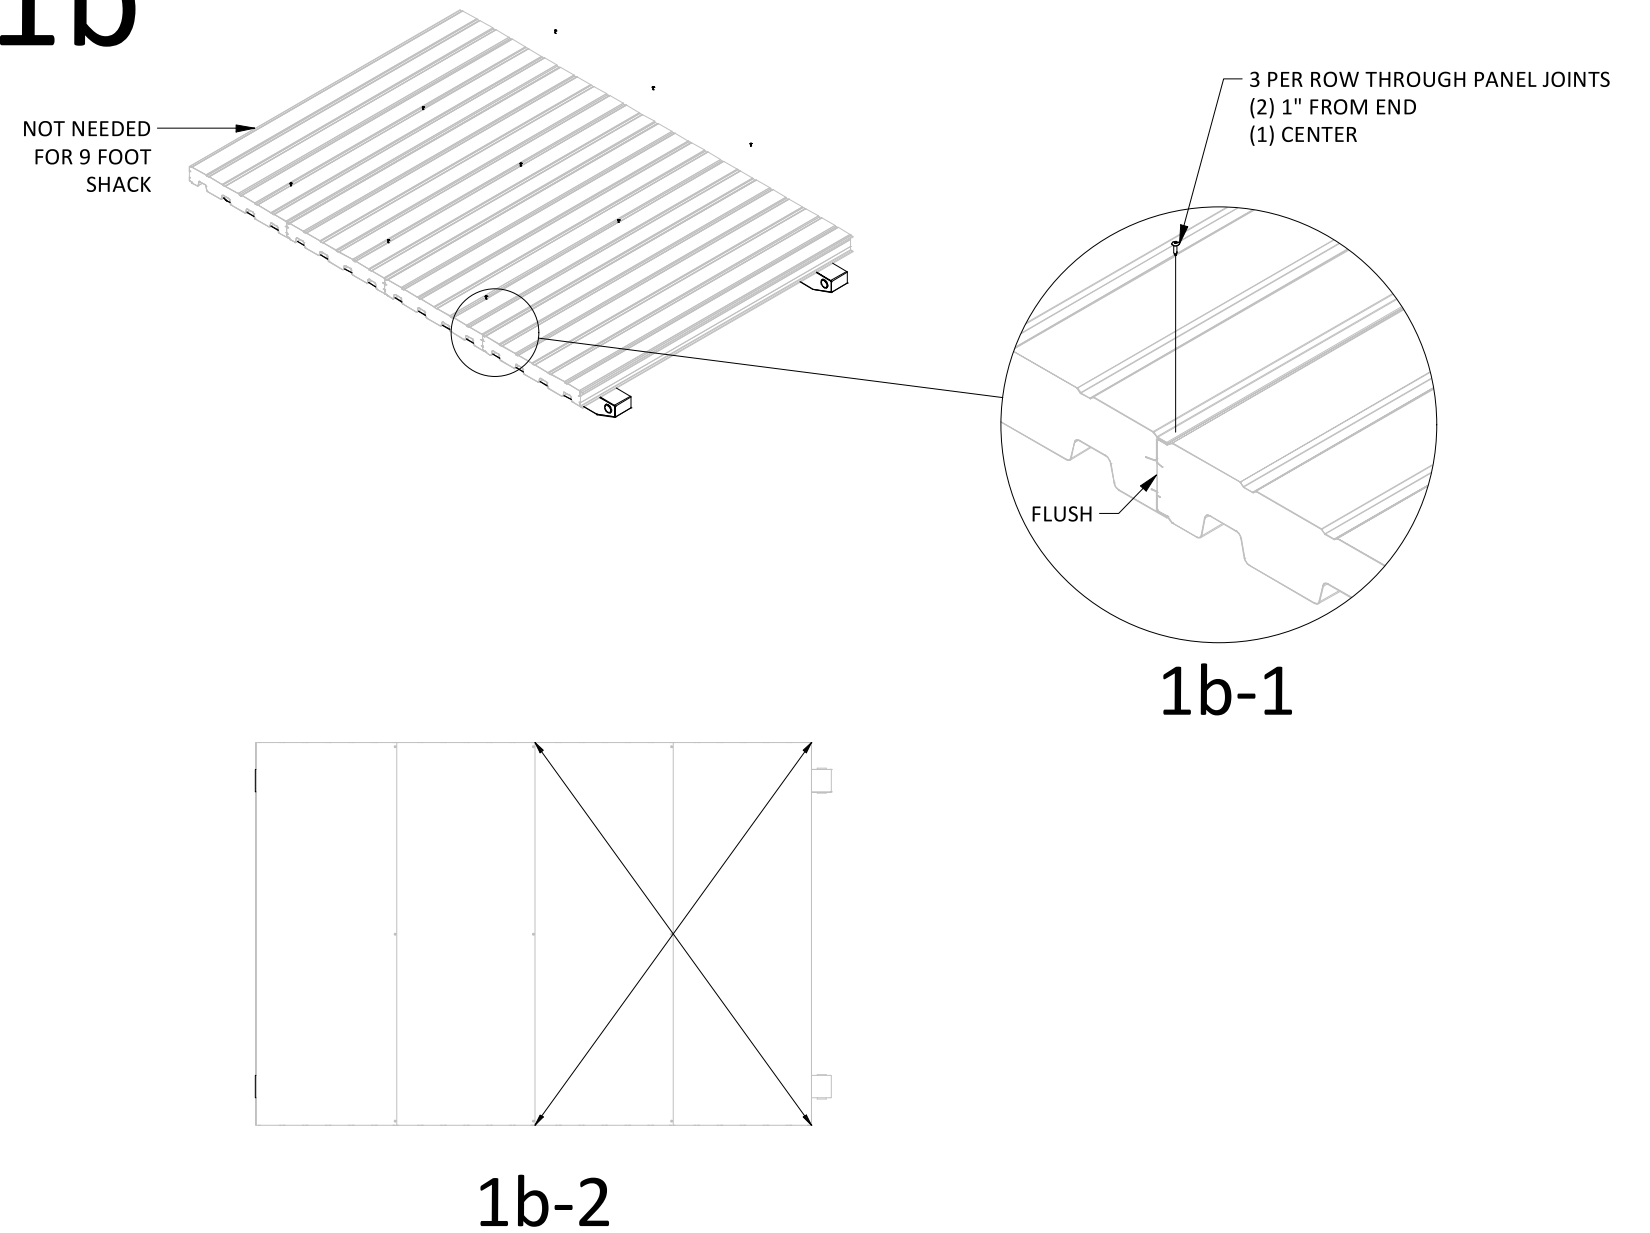 1b
NOT NEEDED
FOR 9 FOOT
SHACK
3 PER ROW THROUGH PANEL JOINTS
(2) 1" FROM END
(1) CENTER
FLUSH
1b-1
1b-2